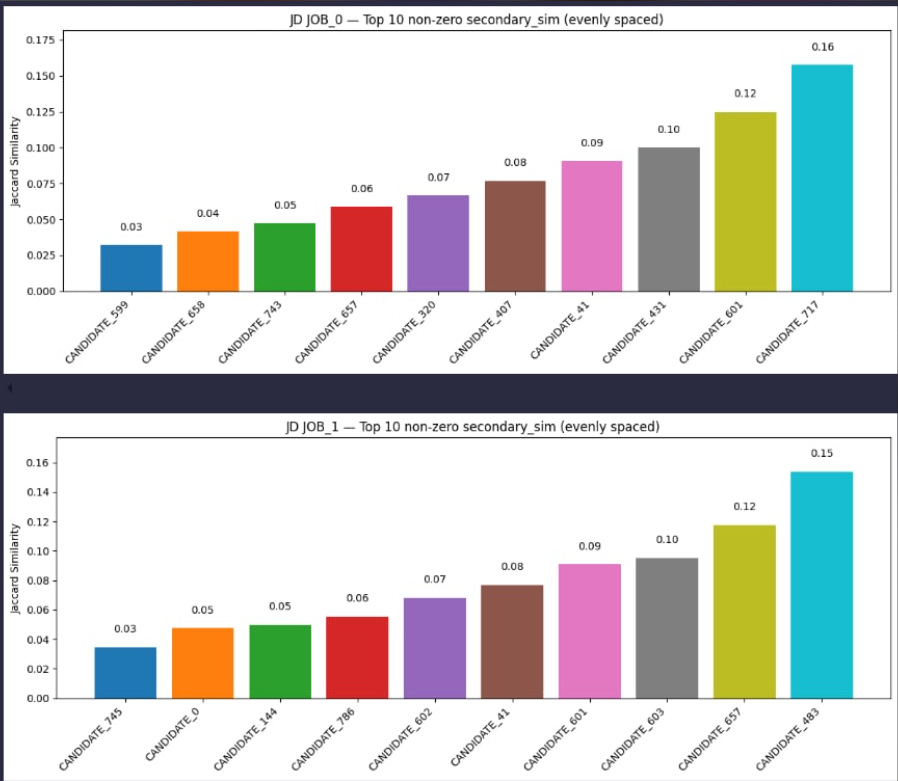 JD JOB_0 — Top 10 non-zero secondary_sim (evenly spaced)
Jaccard Similarity
0.175
0.150
0.125
0.100
0.075
0.050
0.025
0.000
0.03
0.04
0.05
0.06
0.07
0.08
0.09
0.10
0.12
0.16
CANDIDATE_599
CANDIDATE_658
CANDIDATE_743
CANDIDATE_657
CANDIDATE_320
CANDIDATE_407
CANDIDATE_41
CANDIDATE_431
CANDIDATE_601
CANDIDATE_717
JD JOB_1 — Top 10 non-zero secondary_sim (evenly spaced)
Jaccard Similarity
0.16
0.14
0.12
0.10
0.08
0.06
0.04
0.02
0.00
0.03
0.05
0.05
0.06
0.07
0.08
0.09
0.10
0.12
0.15
CANDIDATE_745
CANDIDATE_0
CANDIDATE_144
CANDIDATE_786
CANDIDATE_602
CANDIDATE_41
CANDIDATE_601
CANDIDATE_603
CANDIDATE_657
CANDIDATE_483